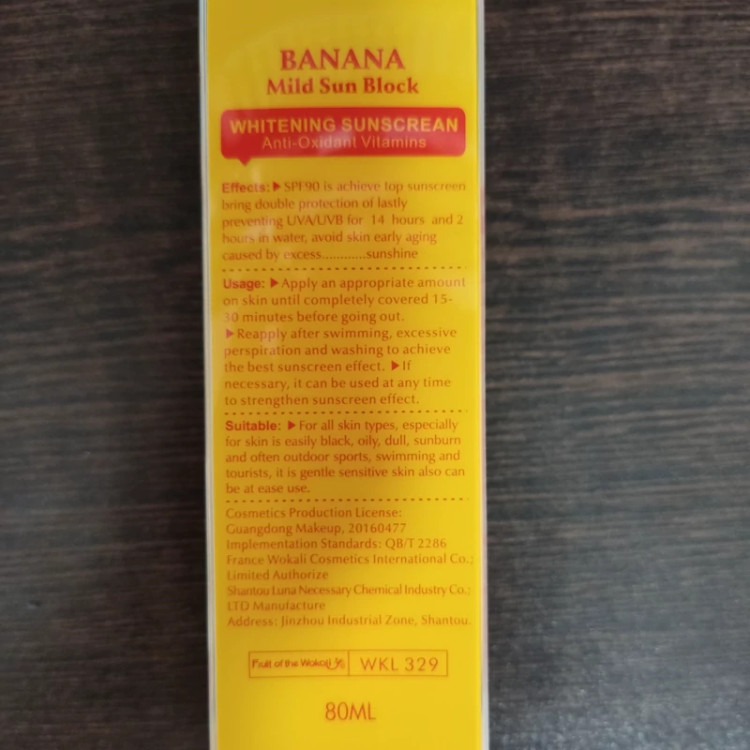 BANANA
Mild Sun Block
WHITENING SUNSCREAN
Anti-Oxidant Vitamins
Effects: ▶ SPF90 is achieve top sunscreen
bring double protection of lastly
preventing UVA/UVB for 14 hours and 2
hours in water, avoid skin early aging
caused by excess............sunshine
Usage: ▶ Apply an appropriate amount
on skin until completely covered 15-
30 minutes before going out.
▶ Reapply after swimming, excessive
perspiration and washing to achieve
the best sunscreen effect. ▶ If
necessary, it can be used at any time
to strengthen sunscreen effect.
Suitable: ▶ For all skin types, especially
for skin is easily black, oily, dull, sunburn
and often outdoor sports, swimming and
tourists, it is gentle sensitive skin also can
be at ease use.
Cosmetics Production License:
Guangdong Makeup, 20160477
Implementation Standards: QB/T 2286
France Wokali Cosmetics International Co.;
Limited Authorize
Shantou Luna Necessary Chemical Industry Co.;
LTD Manufacture
Address: Jinzhou Industrial Zone, Shantou.
Fruit of the Wokali WKL 329
80ML